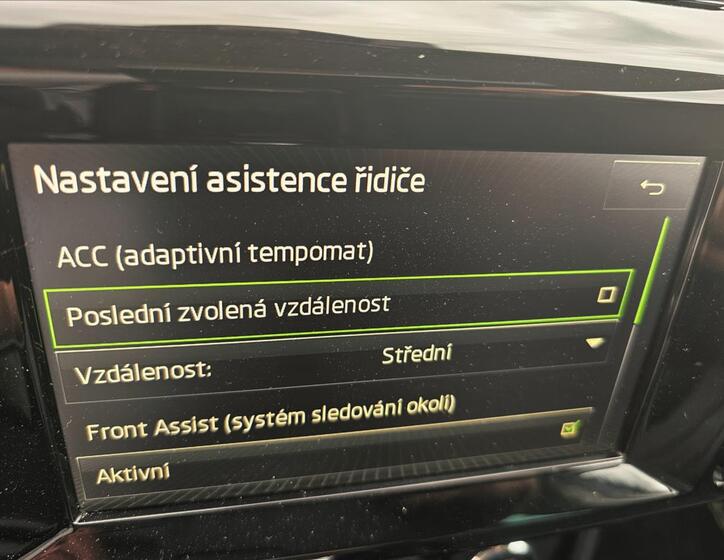 Nastavení asistence řidiče
ACC (adaptivní tempomat)
Poslední zvolená vzdálenost
Vzdálenost: Střední
Front Assist (systém sledování okolí)
Aktivní